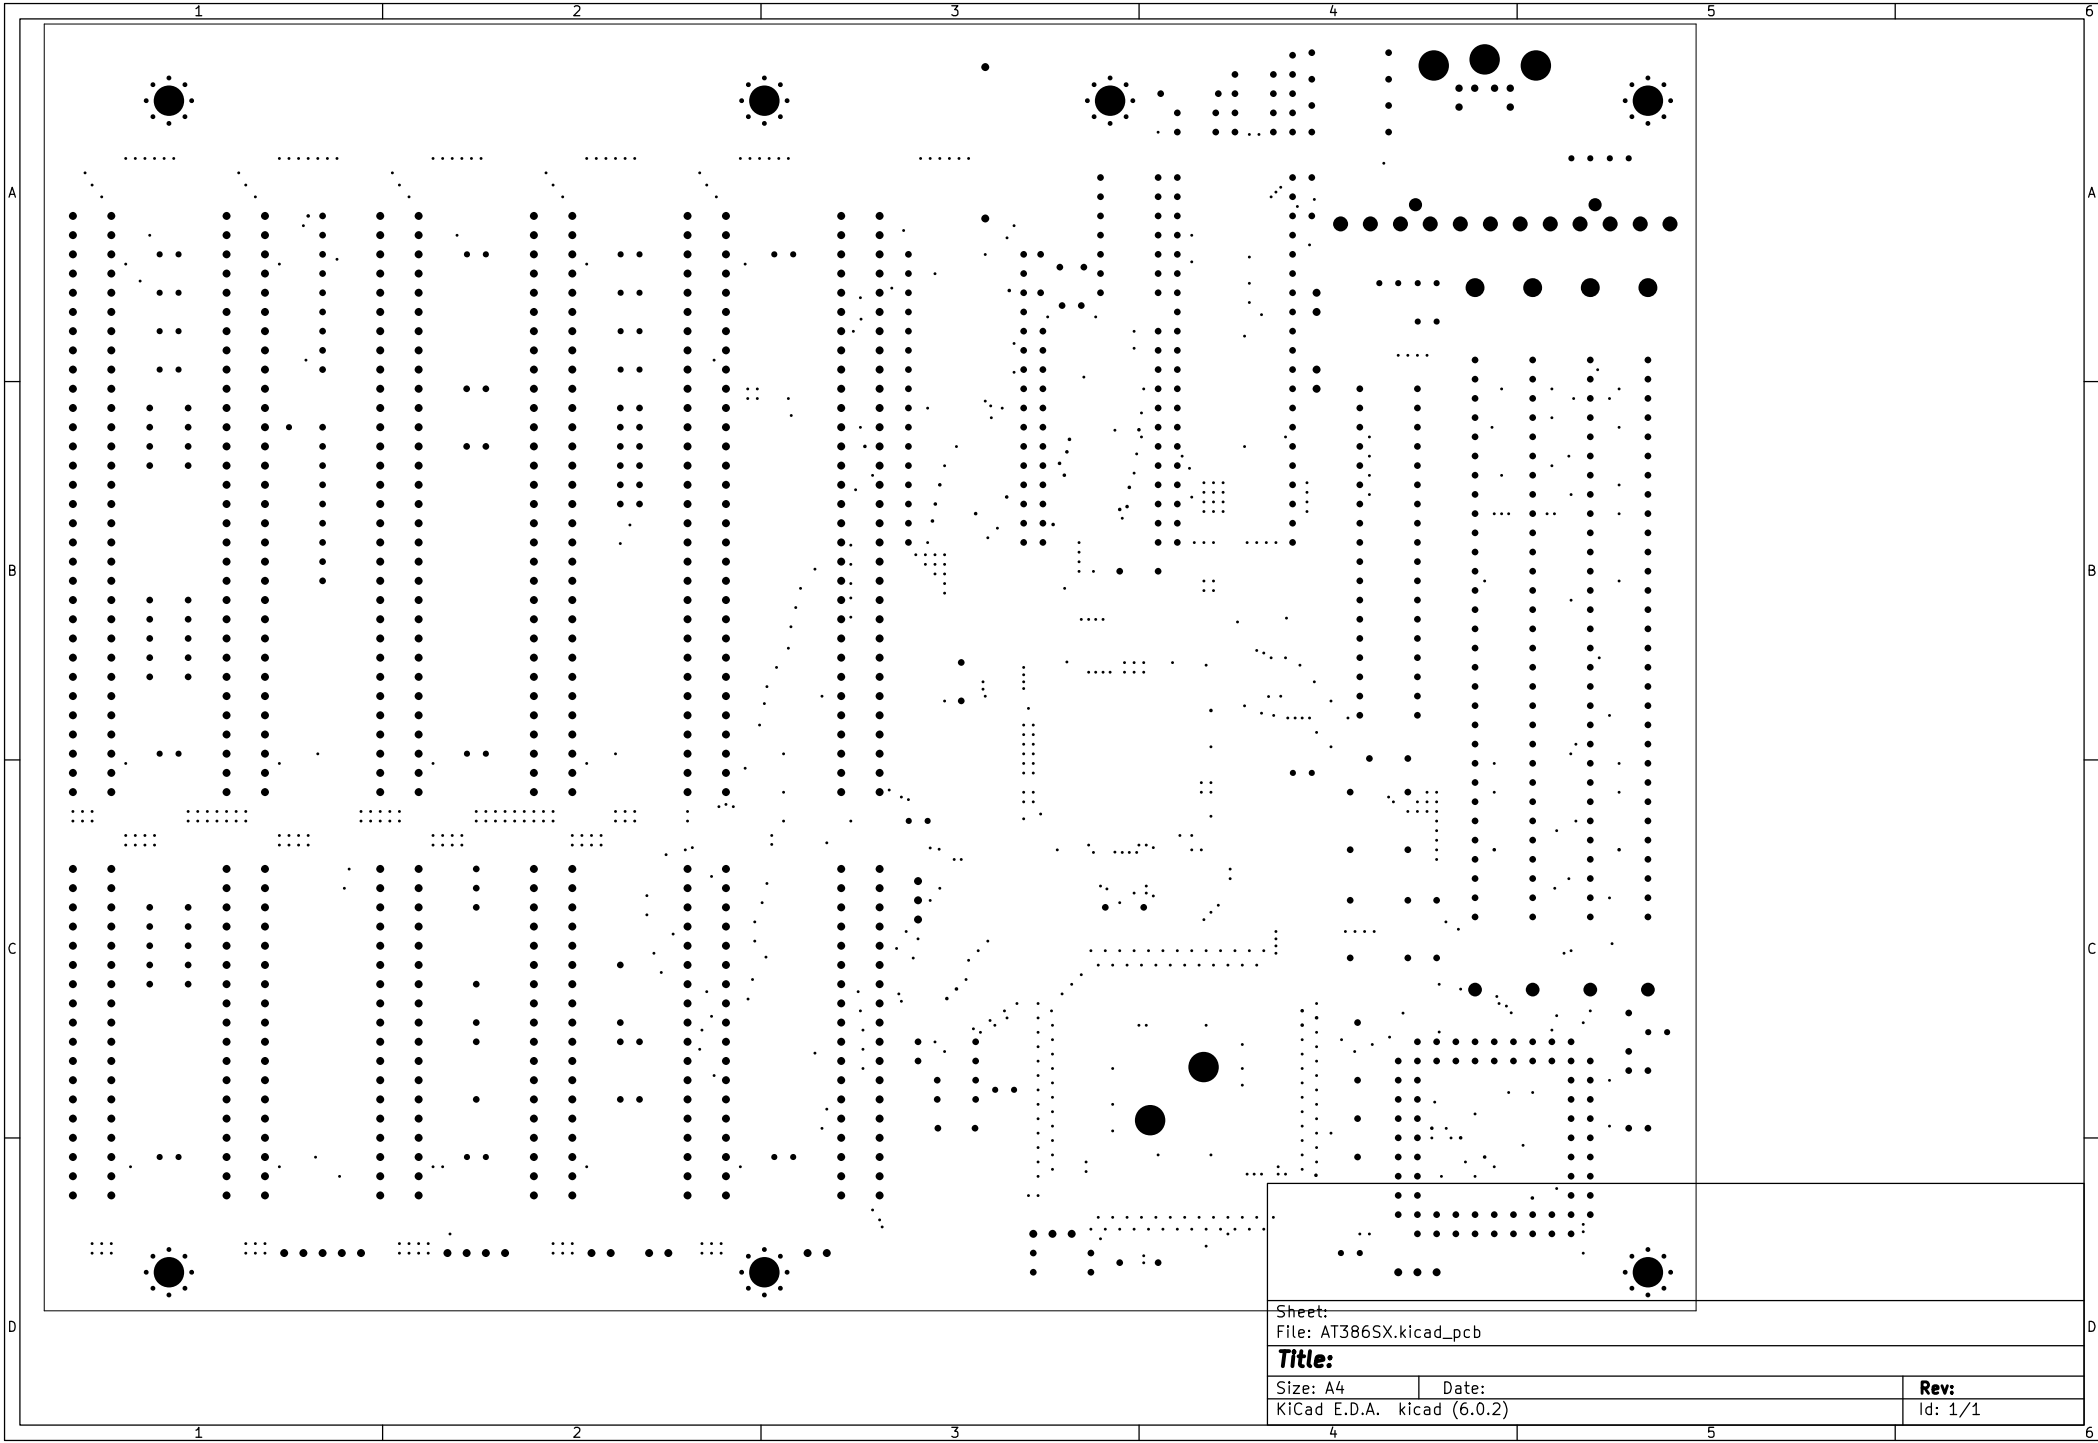 1 2 3 4 5 6
A A
B B
C C
D D
Sheet:
File: AT386SX.kicad_pcb
Title:
Size: A4 Date: Rev:
KiCad E.D.A. kicad (6.0.2) Id: 1/1
1 2 3 4 5 6